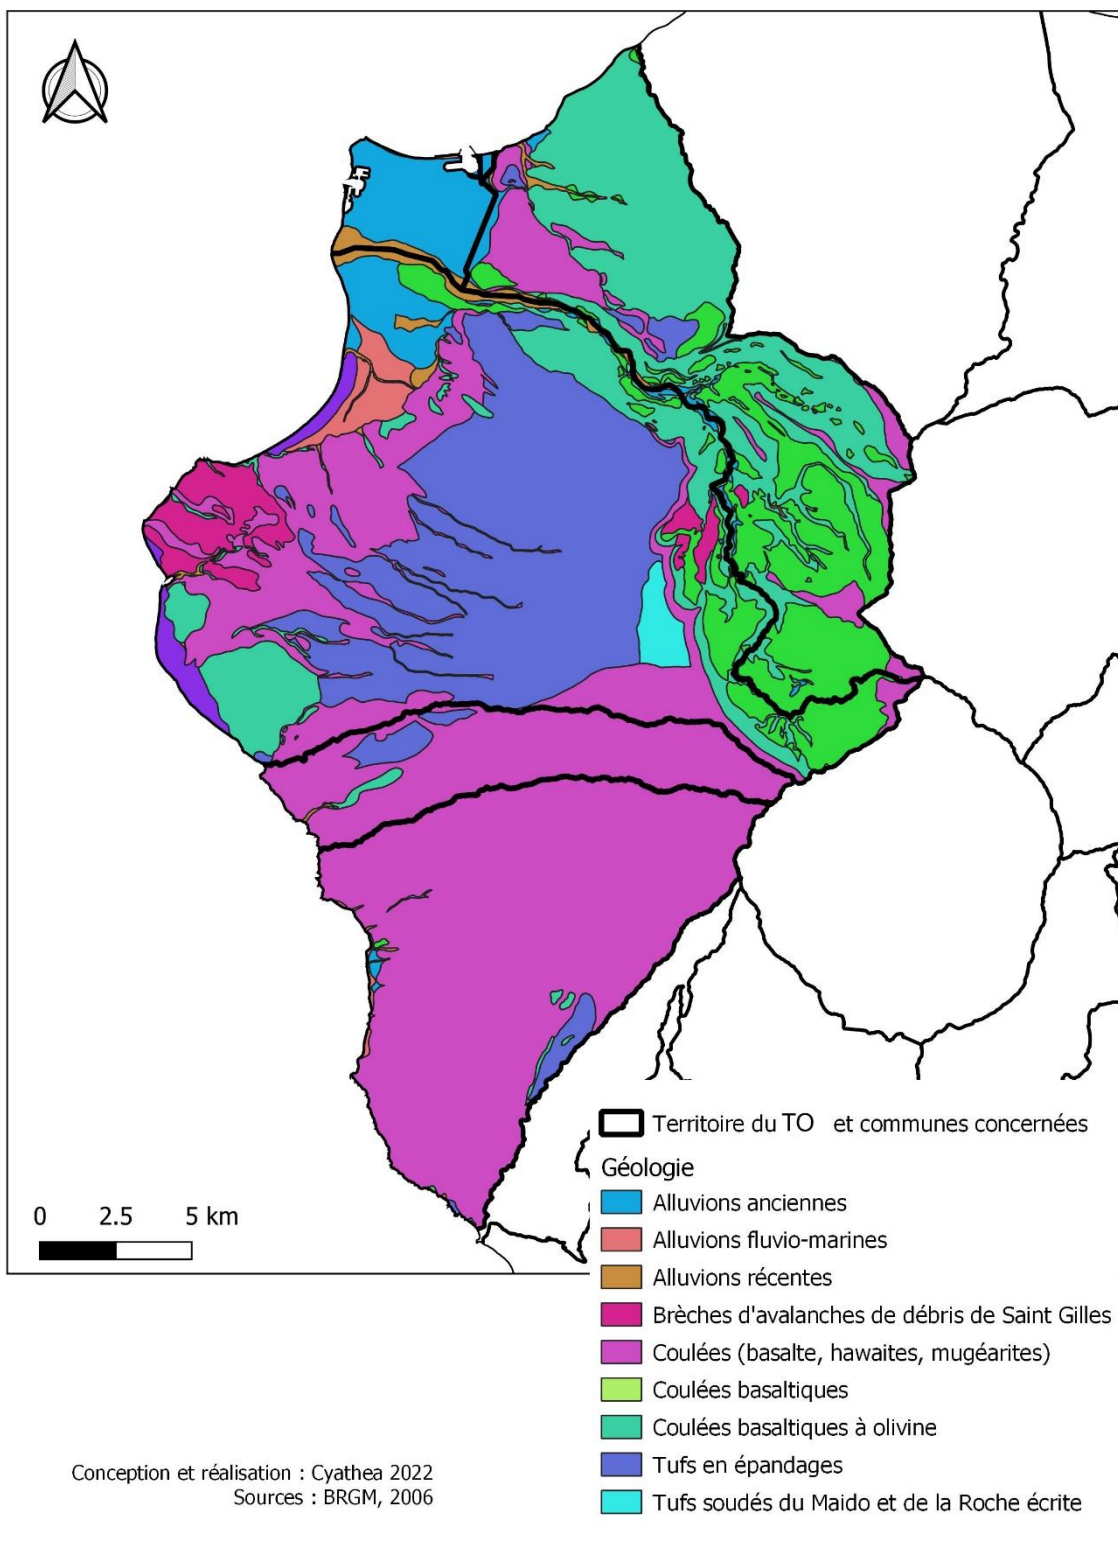 0 2.5 5 km
Territoire du TO et communes concernées
Géologie
Alluvions anciennes
Alluvions fluvio-marines
Alluvions récentes
Brèches d'avalanches de débris de Saint Gilles
Coulées (basalte, hawaites, mugéarites)
Coulées basaltiques
Coulées basaltiques à olivine
Tufs en épandages
Tufs soudés du Maido et de la Roche écrite
Conception et réalisation : Cyathea 2022
Sources : BRGM, 2006